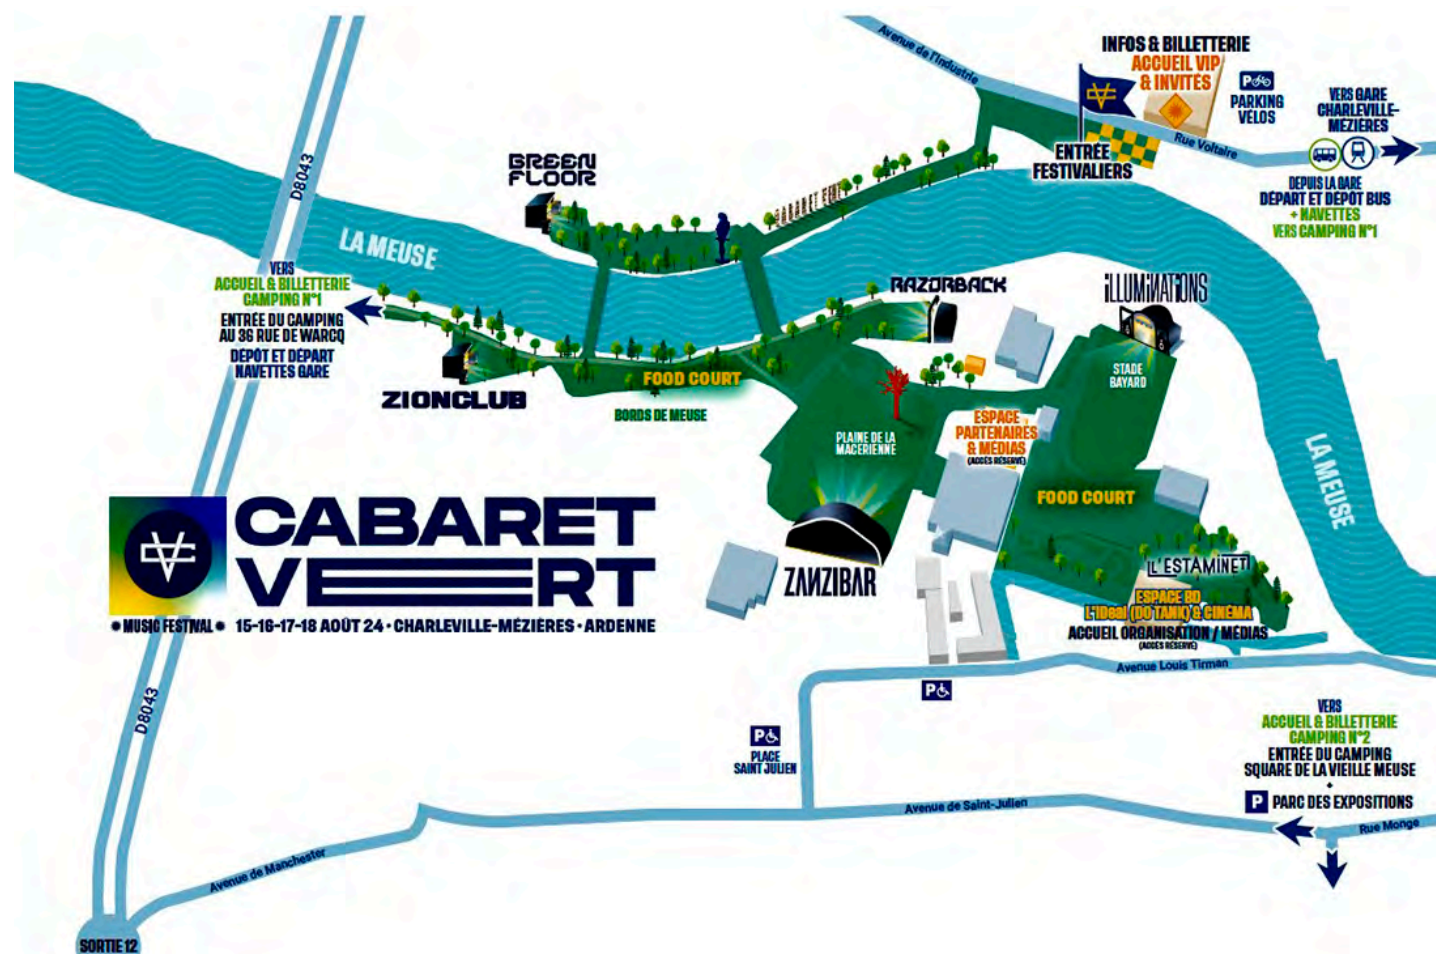 Avenue de l'Industrie
INFOS & BILLETTERIE
ACCUEIL VIP
& INVITÉS
P
PARKING
VÉLOS
VERS GARE
CHARLEVILLE-
MÉZIÈRES
Rue Voltaire
ENTRÉE
FESTIVALIERS
DEPUIS LA GARE
DÉPART ET DÉPÔT BUS
+ NAVETTES
VERS CAMPING N°1
D8043
GREEN
FLOOR
CABARET VERT
LA MEUSE
VERS
ACCUEIL & BILLETTERIE
CAMPING N°1
ENTRÉE DU CAMPING
AU 36 RUE DE WARCQ
DÉPÔT ET DÉPART
NAVETTES GARE
RAZORBACK
ILLUMINATIONS
STADE
BAYARD
ZIONCLUB
FOOD COURT
BORDS DE MEUSE
PLAINE DE LA
MACERIENNE
ESPACE
PARTENAIRES
& MÉDIAS
(ACCÈS RÉSERVÉ)
FOOD COURT
LA MEUSE
CABARET
VERT
MUSIC FESTIVAL
15-16-17-18 AOÛT 24 • CHARLEVILLE-MÉZIÈRES • ARDENNE
ZANZIBAR
L'ESTAMINET
ESPACE BD
L'IDeal (DO TANK) & CINÉMA
ACCUEIL ORGANISATION / MÉDIAS
(ACCÈS RÉSERVÉ)
Avenue Louis Tirman
D8043
P
P
PLACE
SAINT JULIEN
VERS
ACCUEIL & BILLETTERIE
CAMPING N°2
ENTRÉE DU CAMPING
SQUARE DE LA VIEILLE MEUSE
+
P PARC DES EXPOSITIONS
Avenue de Saint-Julien
Rue Monge
Avenue de Manchester
SORTIE 12